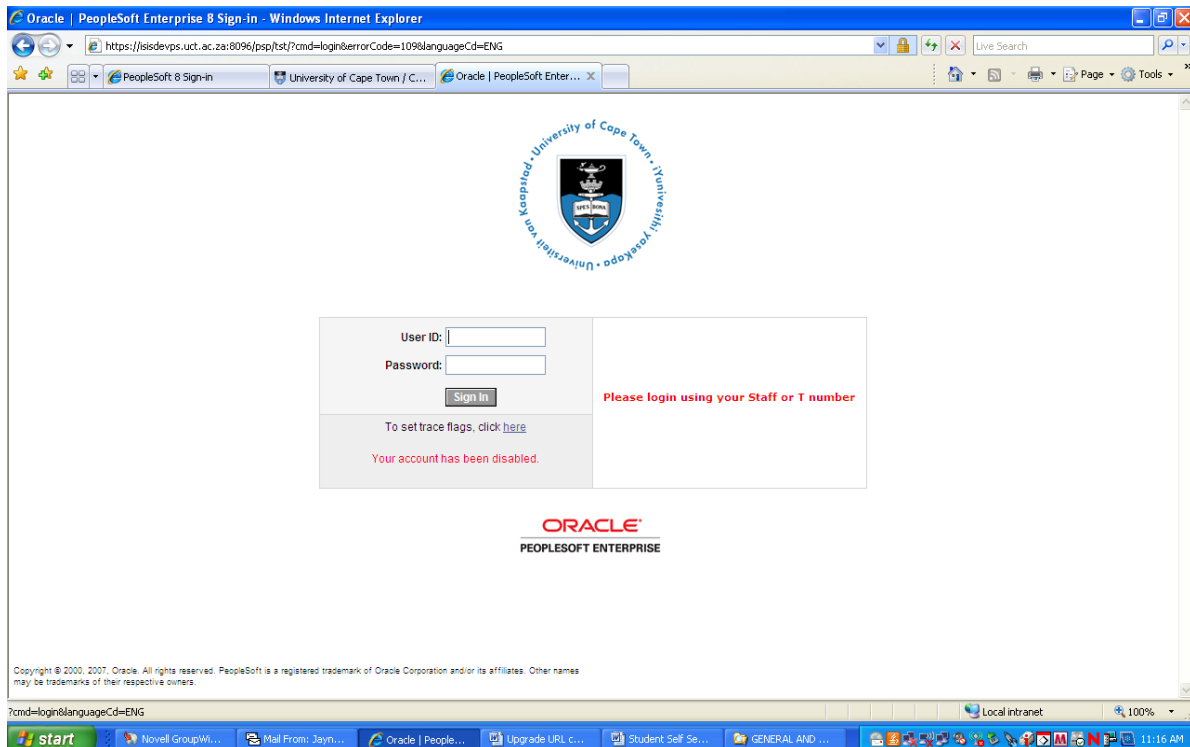 Oracle | PeopleSoft Enterprise 8 Sign-in - Windows Internet Explorer
https://isisdevps.uct.ac.za:8096/psp/tst/?cmd=login&errorCode=109&languageCd=ENG
Live Search
PeopleSoft 8 Sign-in
University of Cape Town / C...
Oracle | PeopleSoft Enter...
Page
Tools
University of Cape Town · iYunivesithi yaseKapa · Universiteit van Kaapstad ·
SPES BONA
User ID:
Password:
Sign In
Please login using your Staff or T number
To set trace flags, click here
Your account has been disabled.
ORACLE
PEOPLESOFT ENTERPRISE
Copyright © 2000, 2007, Oracle. All rights reserved. PeopleSoft is a registered trademark of Oracle Corporation and/or its affiliates. Other names
may be trademarks of their respective owners.
?cmd=login&languageCd=ENG
Local intranet
100%
start
Novell GroupWi...
Mail From: Jayn...
Oracle | People...
Upgrade URL c...
Student Self Se...
GENERAL AND ...
11:16 AM